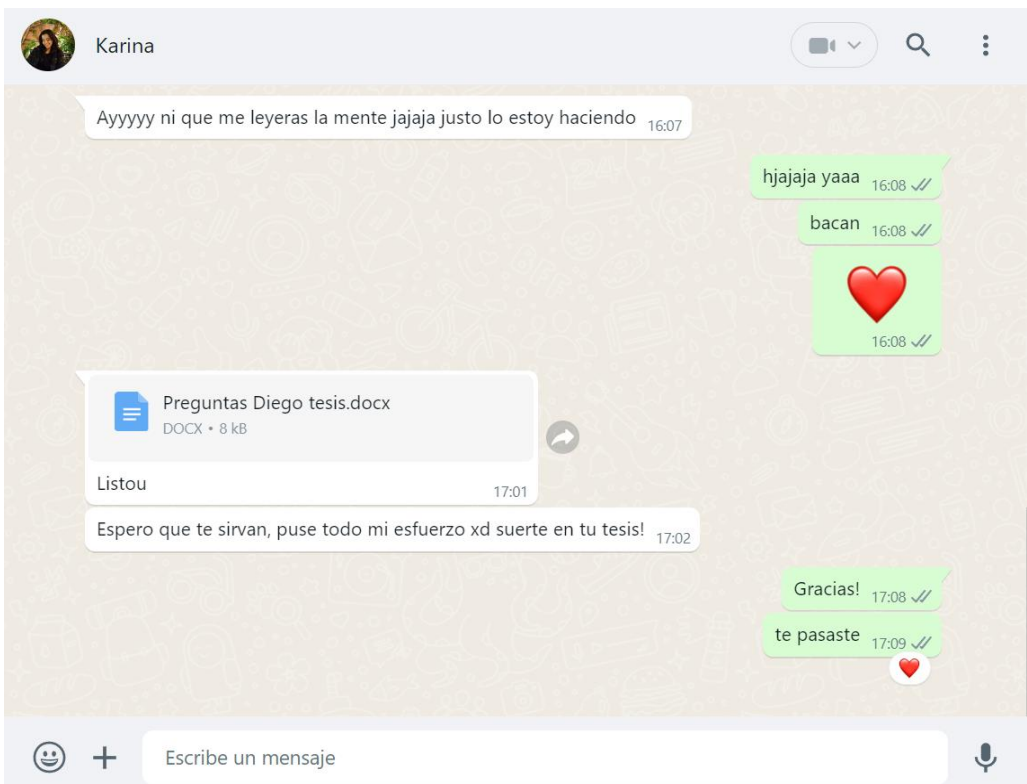 Karina
Ayyyyy ni que me leyeras la mente jajaja justo lo estoy haciendo 16:07
hjajaja yaaa 16:08
bacan 16:08
16:08
Preguntas Diego tesis.docx
DOCX • 8 kB
Listou 17:01
Espero que te sirvan, puse todo mi esfuerzo xd suerte en tu tesis! 17:02
Gracias! 17:08
te pasaste 17:09
Escribe un mensaje